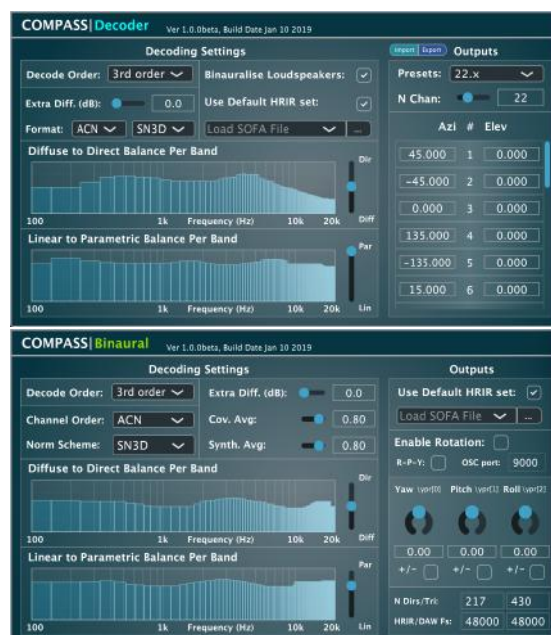 COMPASS|Decoder Ver 1.0.0beta, Build Date Jan 10 2019
Decoding Settings
Import Export Outputs
Decode Order: 3rd order Binauralise Loudspeakers:
Presets: 22.x
Extra Diff. (dB): 0.0 Use Default HRIR set:
N Chan: 22
Format: ACN SN3D Load SOFA File ...
Azi # Elev
Diffuse to Direct Balance Per Band
Dir
45.000 1 0.000
-45.000 2 0.000
0.000 3 0.000
100 1k Frequency (Hz) 10k 20k Diff
135.000 4 0.000
Linear to Parametric Balance Per Band
Par
-135.000 5 0.000
15.000 6 0.000
100 1k Frequency (Hz) 10k 20k Lin
COMPASS|Binaural Ver 1.0.0beta, Build Date Jan 10 2019
Decoding Settings
Outputs
Decode Order: 3rd order Extra Diff. (dB): 0.0
Use Default HRIR set:
Channel Order: ACN Cov. Avg: 0.80
Load SOFA File ...
Norm Scheme: SN3D Synth. Avg: 0.80
Enable Rotation:
R-P-Y: OSC port: 9000
Diffuse to Direct Balance Per Band
Dir
Yaw \ypr[0] Pitch \ypr[1] Roll \ypr[2]
100 1k Frequency (Hz) 10k 20k Diff
0.00 0.00 0.00
Linear to Parametric Balance Per Band
Par
+/- +/- +/-
N Dirs/Tri: 217 430
HRIR/DAW Fs: 48000 48000
100 1k Frequency (Hz) 10k 20k Lin